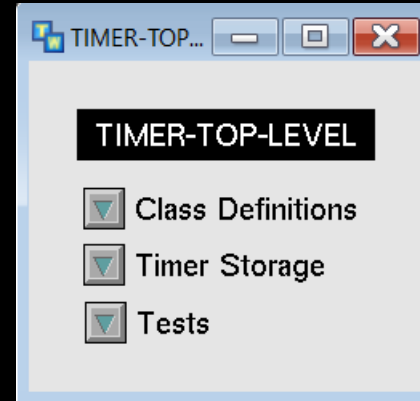 TIMER-TOP...
TIMER-TOP-LEVEL
Class Definitions
Timer Storage
Tests